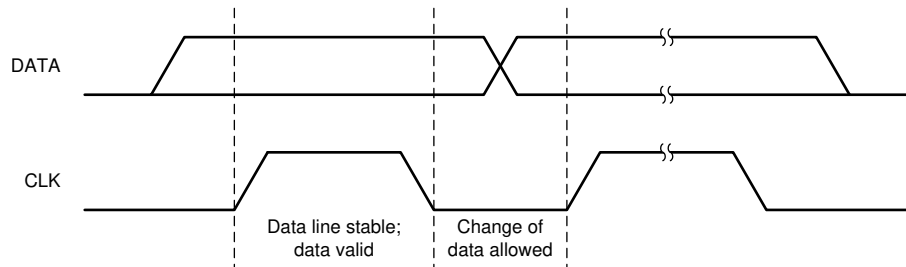 DATA
CLK
Data line stable;
data valid
Change of
data allowed